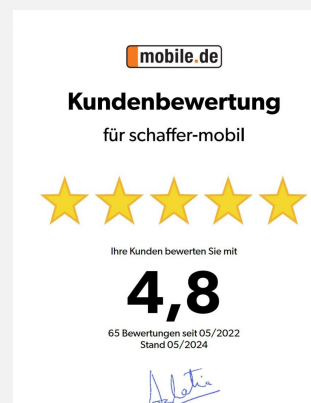 mobile.de
Kundenbewertung
für schaffer-mobil
Ihre Kunden bewerten Sie mit
4,8
65 Bewertungen seit 05/2022
Stand 05/2024